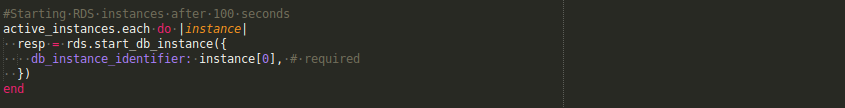 #Starting RDS instances after 100 seconds
active_instances.each do |instance|
  resp = rds.start_db_instance({
    db_instance_identifier: instance[0], # required
  })
end